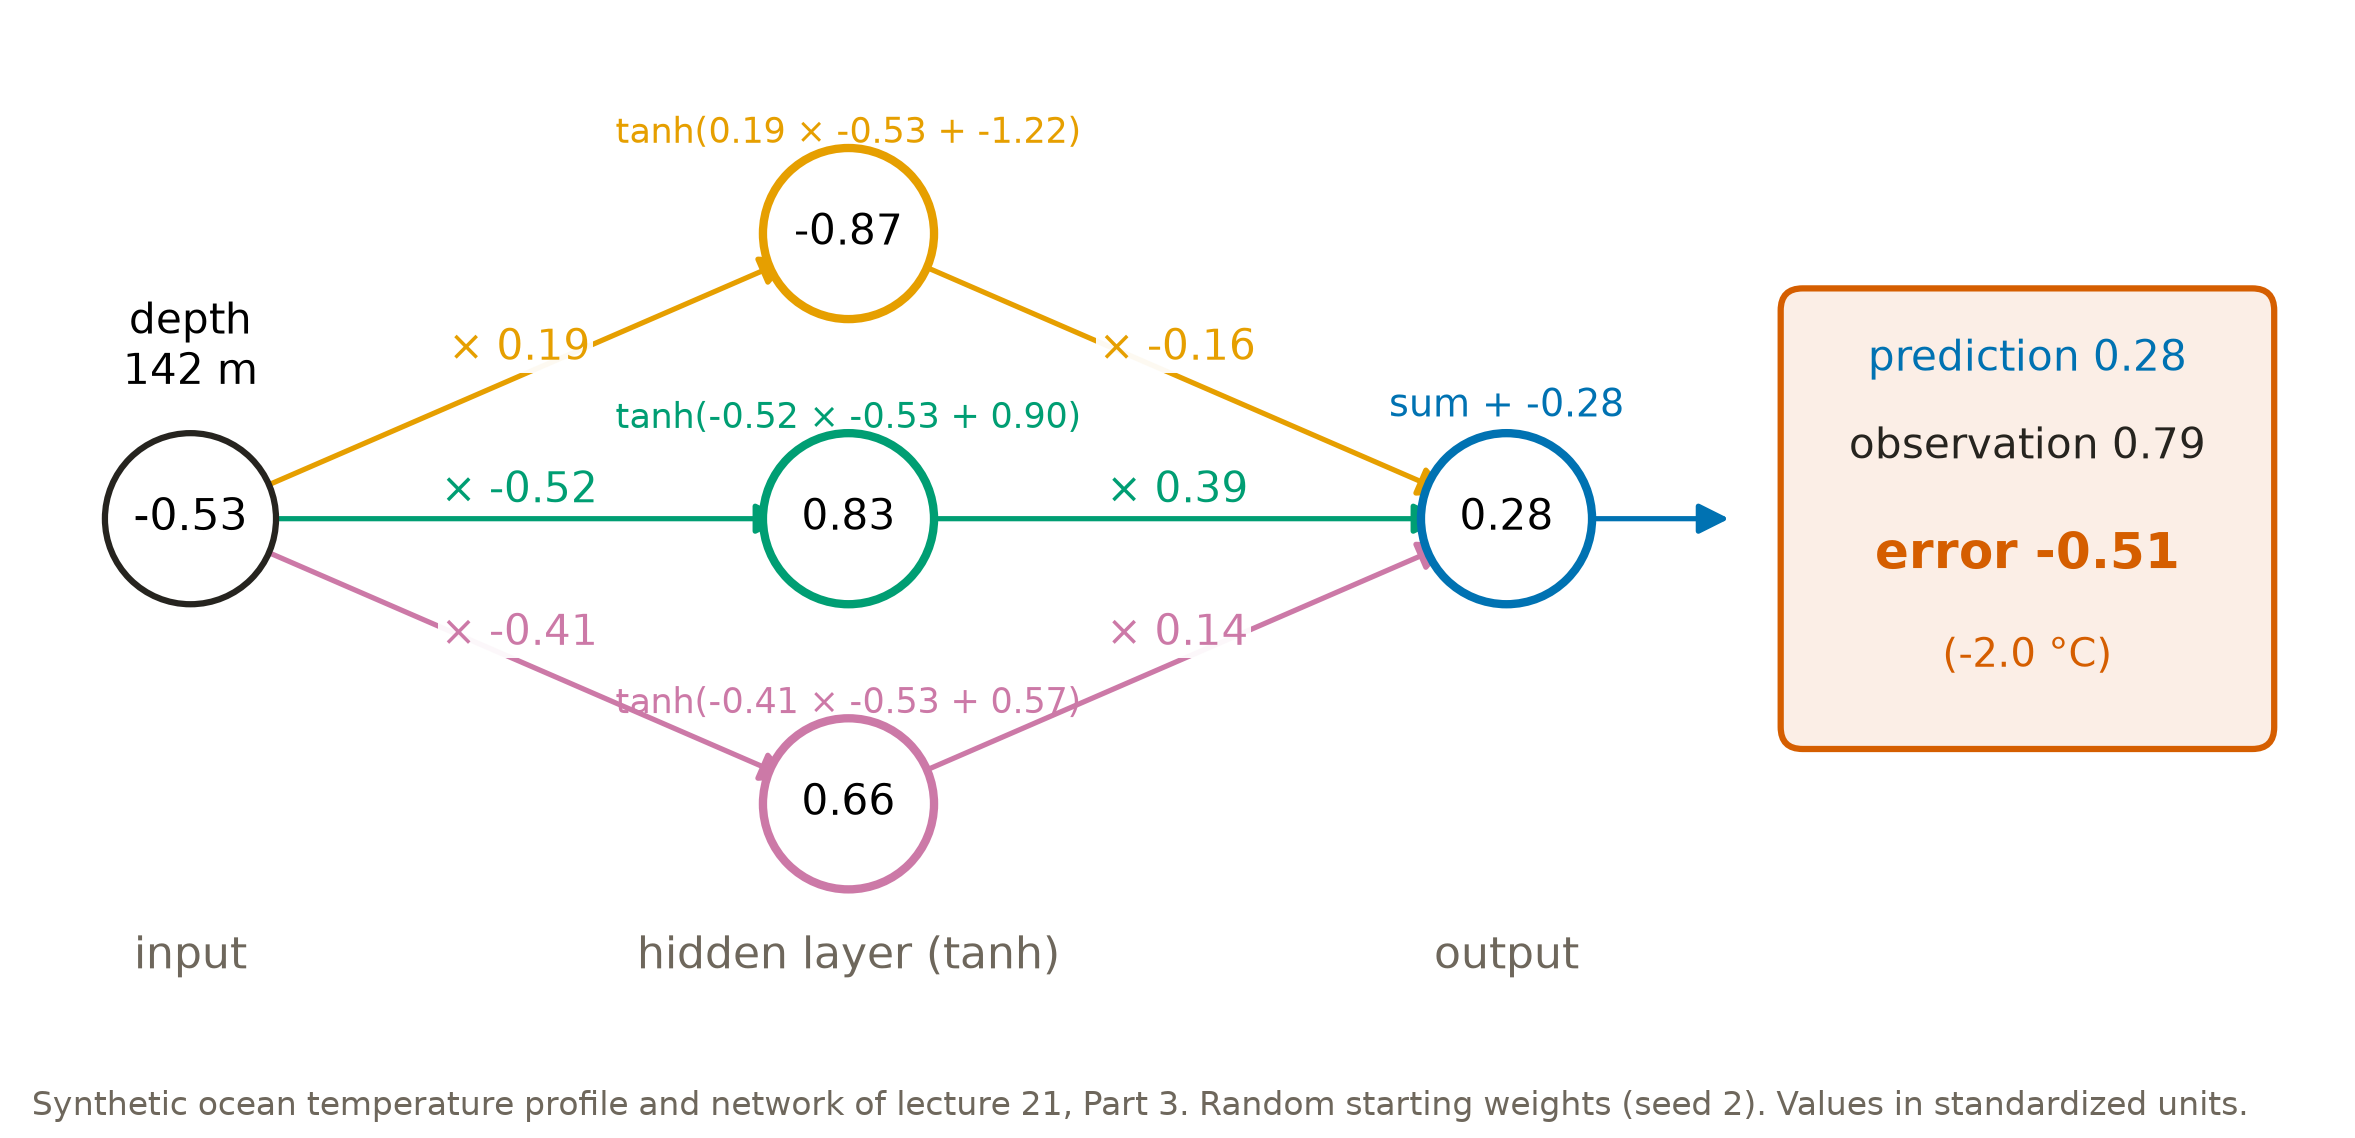 tanh(0.19 × -0.53 + -1.22)
-0.87
depth
142 m
× 0.19
× -0.16
prediction 0.28
sum + -0.28
tanh(-0.52 × -0.53 + 0.90)
observation 0.79
× -0.52
× 0.39
-0.53
0.83
0.28
error -0.51
× -0.41
× 0.14
(-2.0 °C)
tanh(-0.41 × -0.53 + 0.57)
0.66
input
hidden layer (tanh)
output
Synthetic ocean temperature profile and network of lecture 21, Part 3. Random starting weights (seed 2). Values in standardized units.